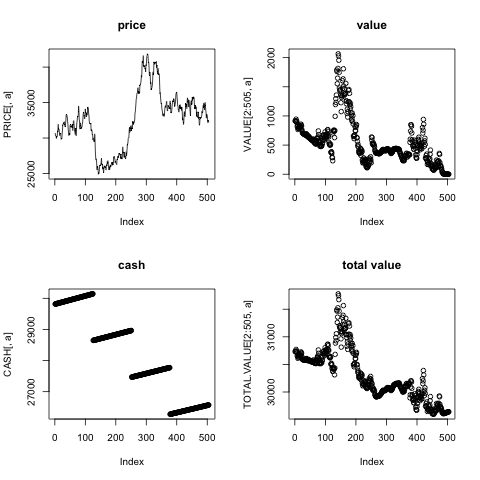 price
PRICE[, a]
25000
35000
0
100
200
300
400
500
Index
value
VALUE[2:505, a]
0
500
1000
2000
0
100
200
300
400
500
Index
cash
CASH[, a]
27000
29000
0
100
200
300
400
500
Index
total value
TOTAL.VALUE[2:505, a]
30000
31000
0
100
200
300
400
500
Index